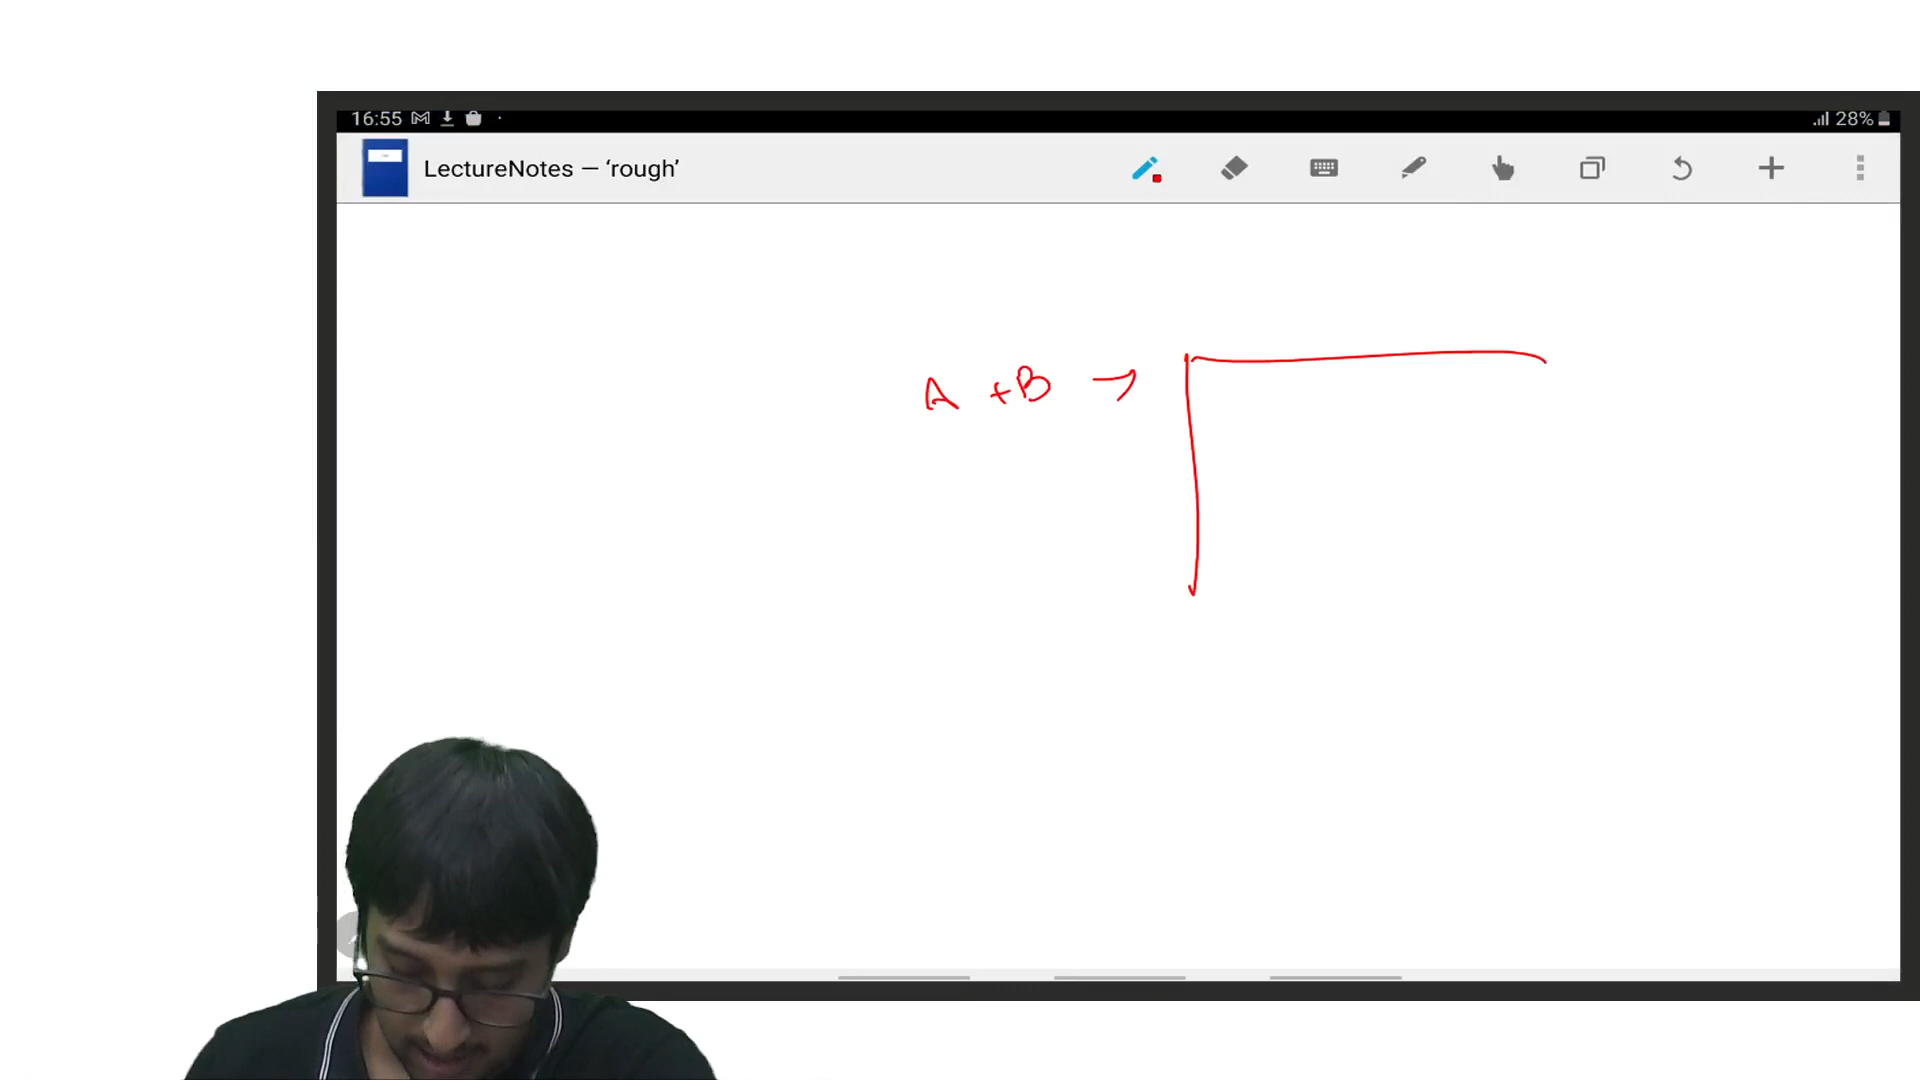 16:55 28%
LectureNotes — ‘rough’
A + B →